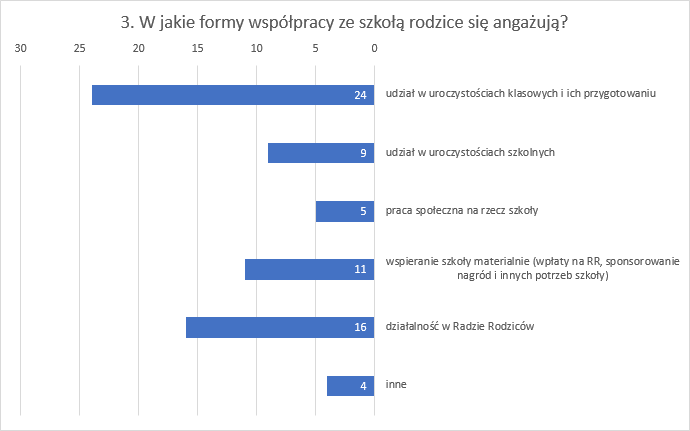 3. W jakie formy współpracy ze szkołą rodzice się angażują?
30 25 20 15 10 5 0
24 udział w uroczystościach klasowych i ich przygotowaniu
9 udział w uroczystościach szkolnych
5 praca społeczna na rzecz szkoły
11 wspieranie szkoły materialnie (wpłaty na RR, sponsorowanie
nagród i innych potrzeb szkoły)
16 działalność w Radzie Rodziców
4 inne